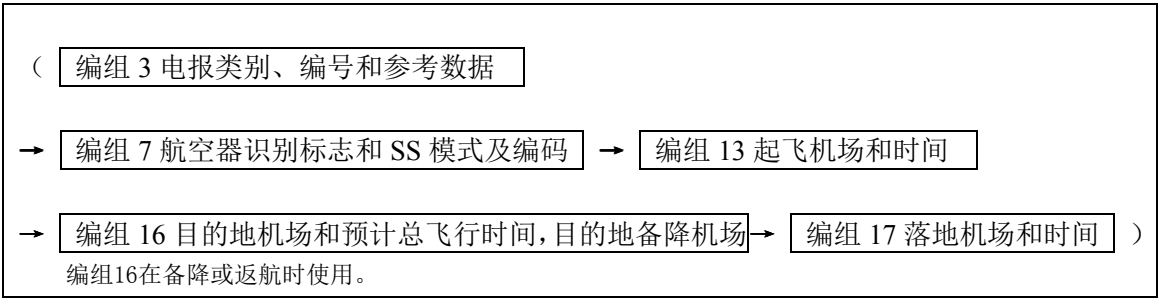 （ 编组 3 电报类别、编号和参考数据
→ 编组 7 航空器识别标志和 SS 模式及编码 → 编组 13 起飞机场和时间
→ 编组 16 目的地机场和预计总飞行时间,目的地备降机场 → 编组 17 落地机场和时间 ）
编组16在备降或返航时使用。